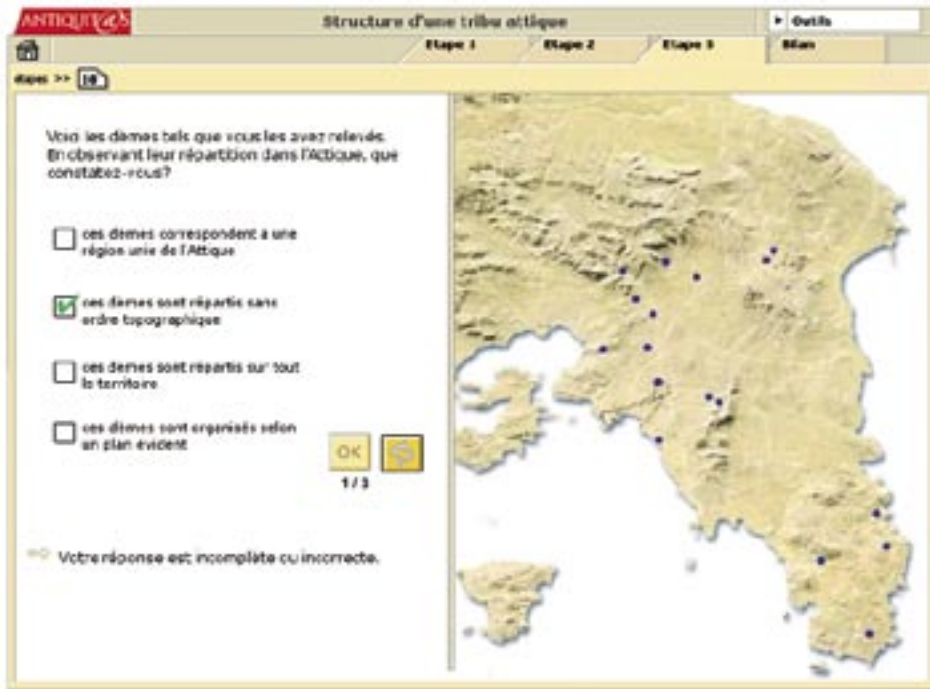 ANTIQUIT@S
Structure d'une tribu attique
Outils
Etape 1
Etape 2
Etape 3
Bilan
étapes >> 10
Voici les dèmes tels que vous les avez relevés.
En observant leur répartition dans l'Attique, que
constatez-vous?
ces dèmes correspondent à une
région unie de l'Attique
ces dèmes sont répartis sans
ordre topographique
ces dèmes sont répartis sur tout
le territoire
ces dèmes sont organisés selon
un plan évident
OK
1 / 3
Votre réponse est incomplète ou incorrecte.